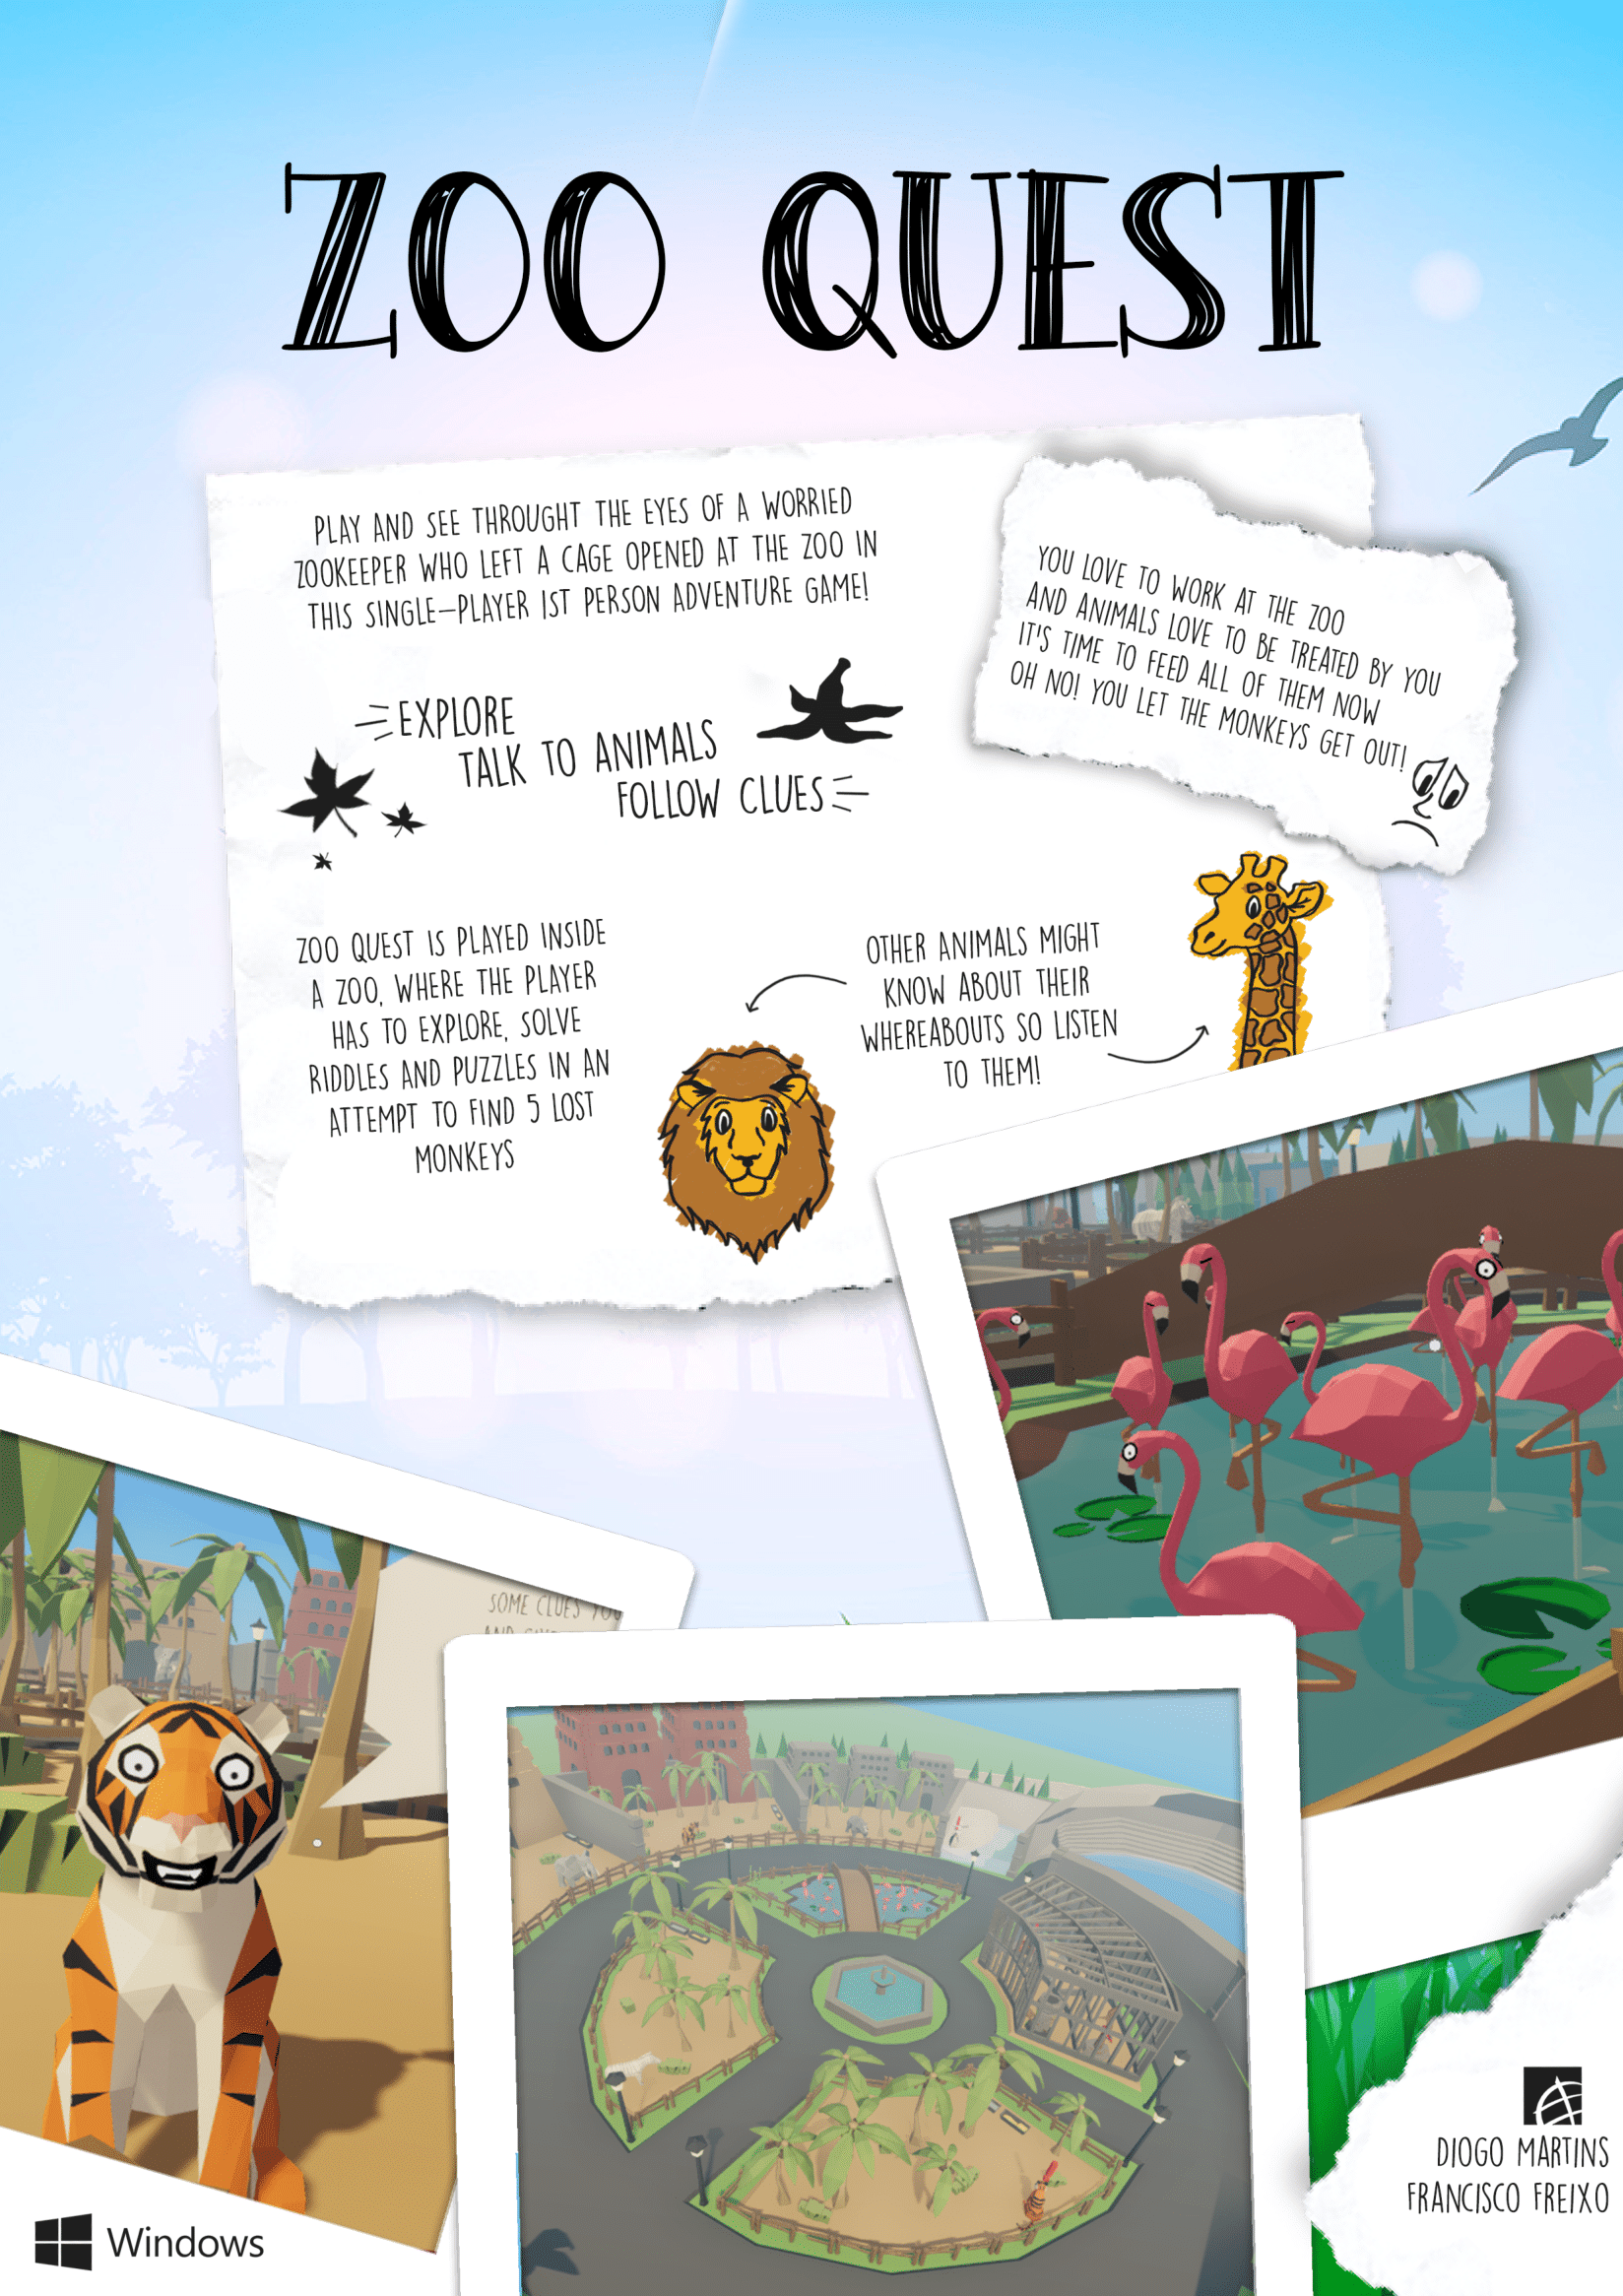 ZOO QUEST
PLAY AND SEE THROUGHT THE EYES OF A WORRIED
ZOOKEEPER WHO LEFT A CAGE OPENED AT THE ZOO IN
THIS SINGLE-PLAYER 1ST PERSON ADVENTURE GAME!
YOU LOVE TO WORK AT THE ZOO
AND ANIMALS LOVE TO BE TREATED BY YOU
IT'S TIME TO FEED ALL OF THEM NOW
OH NO! YOU LET THE MONKEYS GET OUT!
EXPLORE
TALK TO ANIMALS
FOLLOW CLUES
ZOO QUEST IS PLAYED INSIDE
A ZOO, WHERE THE PLAYER
HAS TO EXPLORE, SOLVE
RIDDLES AND PUZZLES IN AN
ATTEMPT TO FIND 5 LOST
MONKEYS
OTHER ANIMALS MIGHT
KNOW ABOUT THEIR
WHEREABOUTS SO LISTEN
TO THEM!
SOME CLUES YOU
AND
DIOGO MARTINS
FRANCISCO FREIXO
Windows